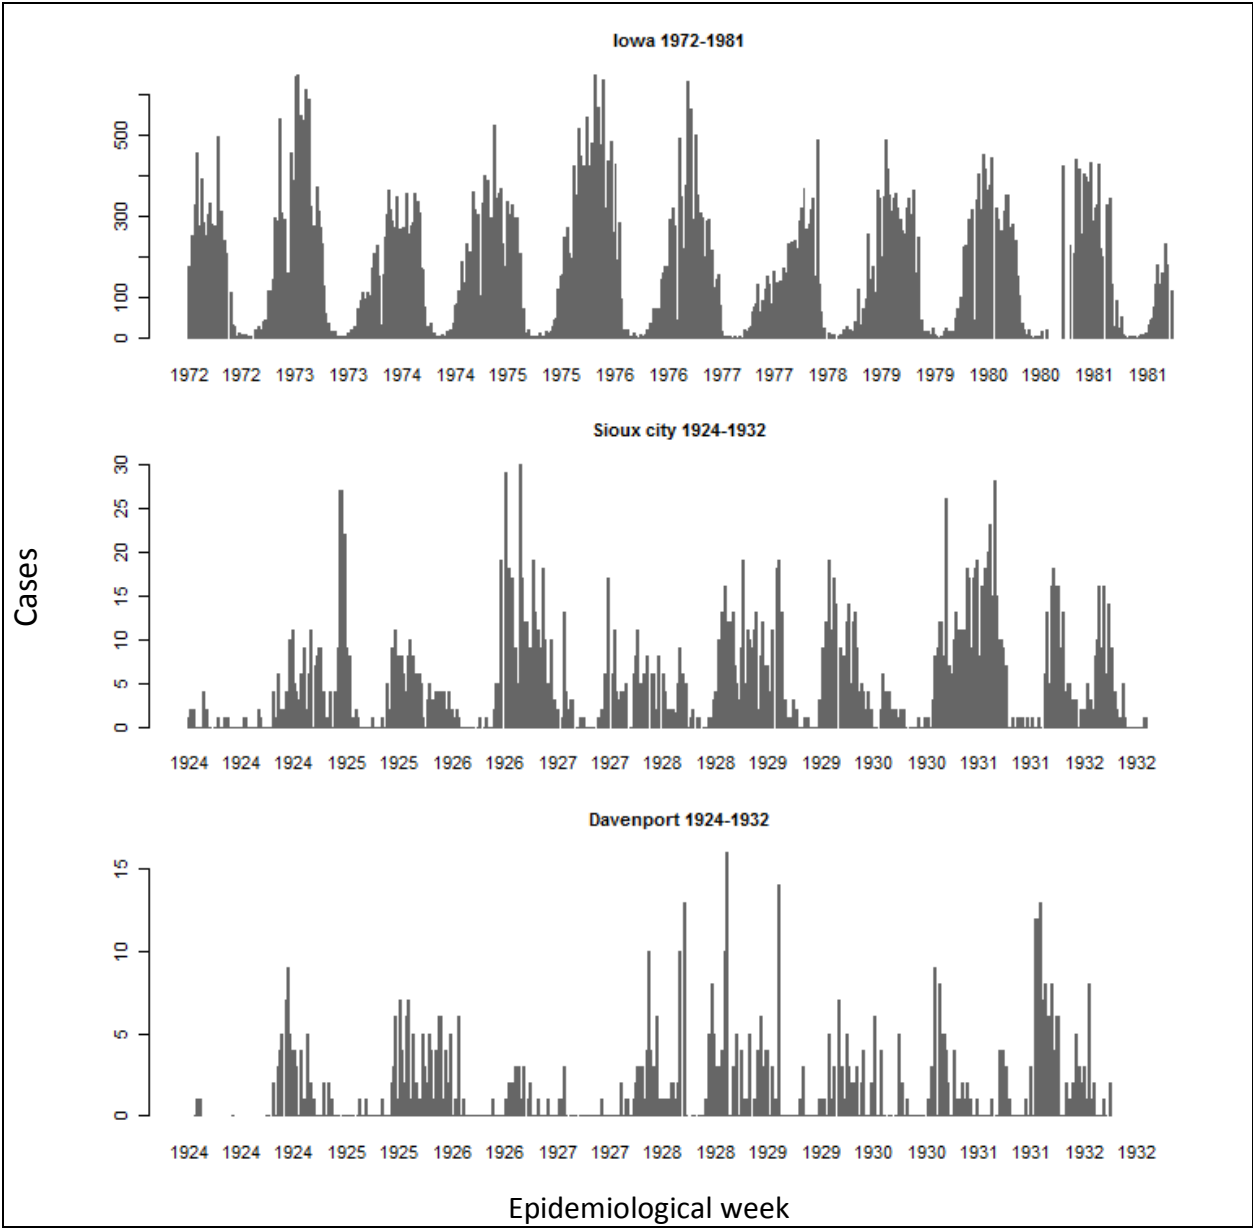 Iowa 1972-1981
500
300
100
0
1972 1972 1973 1973 1974 1974 1975 1975 1976 1976 1977 1977 1978 1979 1979 1980 1980 1981 1981
Sioux city 1924-1932
30
25
20
15
10
5
0
1924 1924 1924 1925 1925 1926 1926 1927 1927 1928 1928 1929 1929 1930 1930 1931 1931 1932 1932
Cases
Davenport 1924-1932
15
10
5
0
1924 1924 1924 1925 1925 1926 1926 1927 1927 1928 1928 1929 1929 1930 1930 1931 1931 1932 1932
Epidemiological week